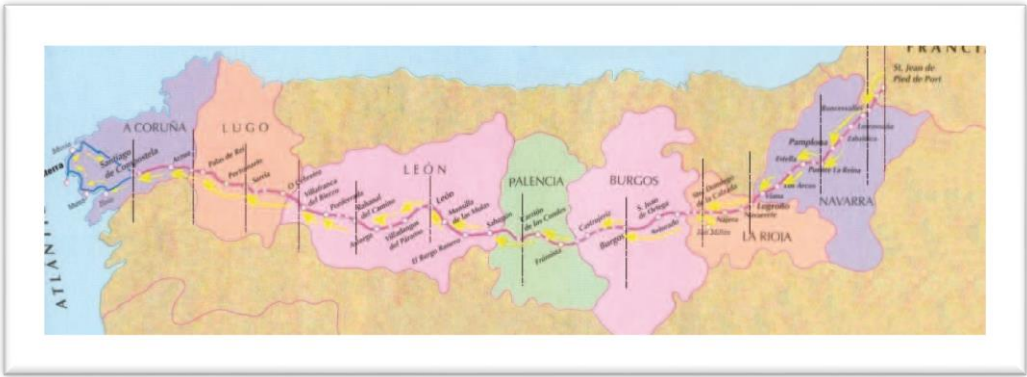 FRANCI
St. Jean de
Pied de Port
Roncesvalles
Larrasoaña
Pamplona
Puente La Reina
Estella
Los Arcos
Viana
NAVARRA
Logroño
Navarrete
Nájera
Sto. Domingo
de la Calzada
LA RIOJA
BURGOS
S. Juan
de Ortega
Belorado
Burgos
Castrojeriz
PALENCIA
Frómista
Carrión
de los Condes
Sahagún
El Burgo Ranero
Mansilla
de las Mulas
LEÓN
León
Villadangos
del Páramo
Astorga
Rabanal
del Camino
Ponferrada
Villafranca
del Bierzo
O Cebreiro
LUGO
Sarria
Portomarín
Palas de Rei
Arzúa
A CORUÑA
Santiago
de Compostela
Muxía
ATLANT